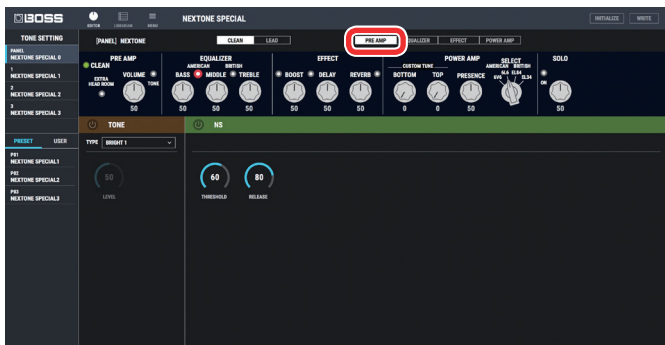 BOSS
EDITOR
LIBRARIAN
MENU
NEXTONE SPECIAL
INITIALIZE
WRITE
TONE SETTING
PANEL
NEXTONE SPECIAL 0
1
NEXTONE SPECIAL 1
2
NEXTONE SPECIAL 2
3
NEXTONE SPECIAL 3
PRESET
USER
P01
NEXTONE SPECIAL1
P02
NEXTONE SPECIAL2
P03
NEXTONE SPECIAL3
[PANEL] NEXTONE
CLEAN
LEAD
PRE AMP
EQUALIZER
EFFECT
POWER AMP
PRE AMP
EQUALIZER
EFFECT
POWER AMP
SELECT
SOLO
CLEAN
AMERICAN
BRITISH
CUSTOM TUNE
AMERICAN
BRITISH
EXTRA
HEAD ROOM
VOLUME
TONE
BASS
MIDDLE
TREBLE
BOOST
DELAY
REVERB
BOTTOM
TOP
PRESENCE
6V6
6L6
EL84
EL34
ON
50
50
50
50
50
50
50
0
0
50
50
TONE
NS
TYPE
BRIGHT 1
50
LEVEL
60
THRESHOLD
80
RELEASE